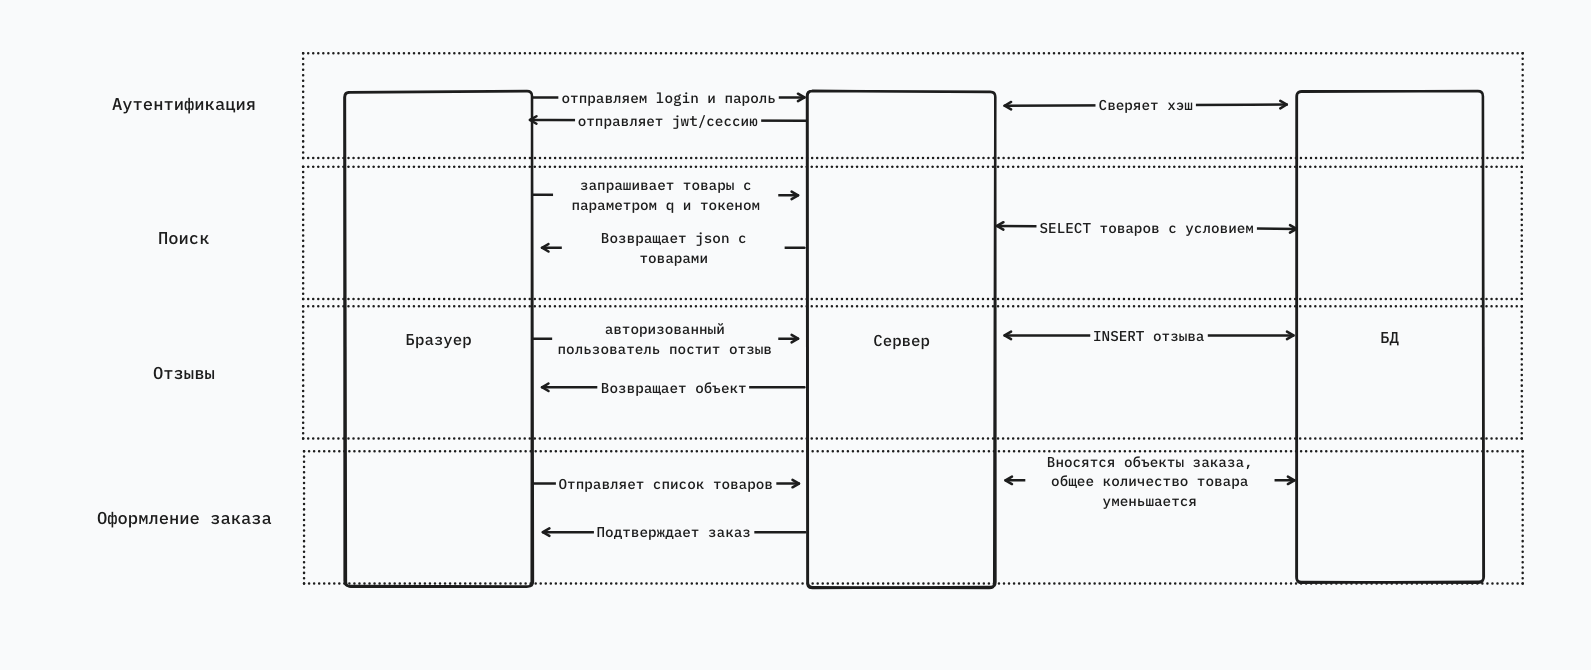 Аутентификация
отправляем login и пароль
отправляет jwt/сессию
Сверяет хэш
Поиск
запрашивает товары с
параметром q и токеном
Возвращает json с
товарами
SELECT товаров с условием
Отзывы
Бразуер
авторизованный
пользователь постит отзыв
Возвращает объект
Сервер
INSERT отзыва
БД
Оформление заказа
Отправляет список товаров
Подтверждает заказ
Вносятся объекты заказа,
общее количество товара
уменьшается